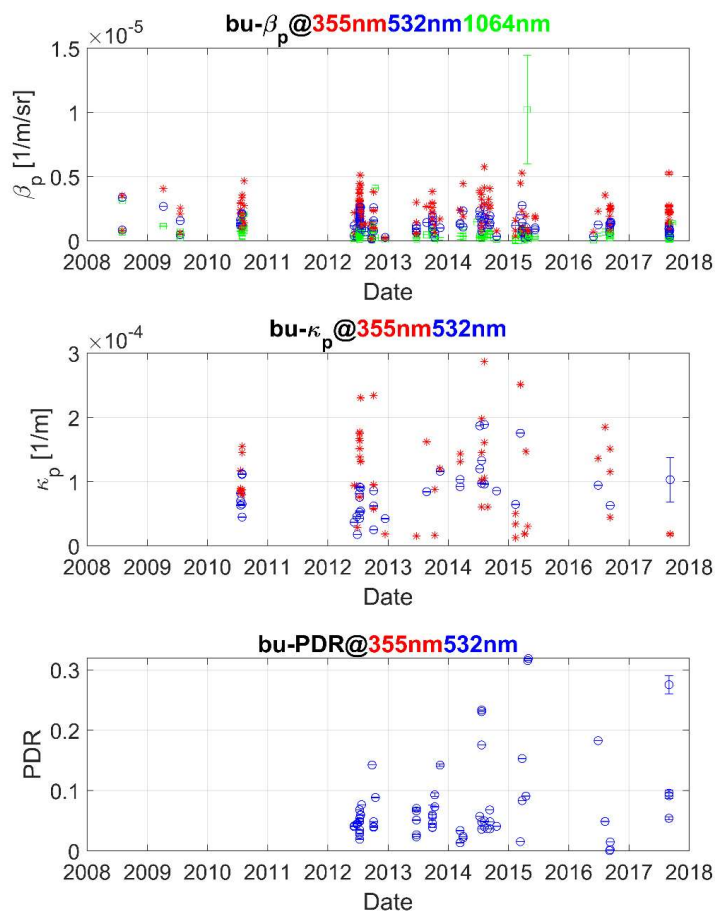 bu-βp@355nm532nm1064nm
×10-5
1.5
1
0.5
0
βp [1/m/sr]
2008 2009 2010 2011 2012 2013 2014 2015 2016 2017 2018
Date
bu-κp@355nm532nm
×10-4
3
2
1
0
κp [1/m]
2008 2009 2010 2011 2012 2013 2014 2015 2016 2017 2018
Date
bu-PDR@355nm532nm
0.3
0.2
0.1
0
PDR
2008 2009 2010 2011 2012 2013 2014 2015 2016 2017 2018
Date